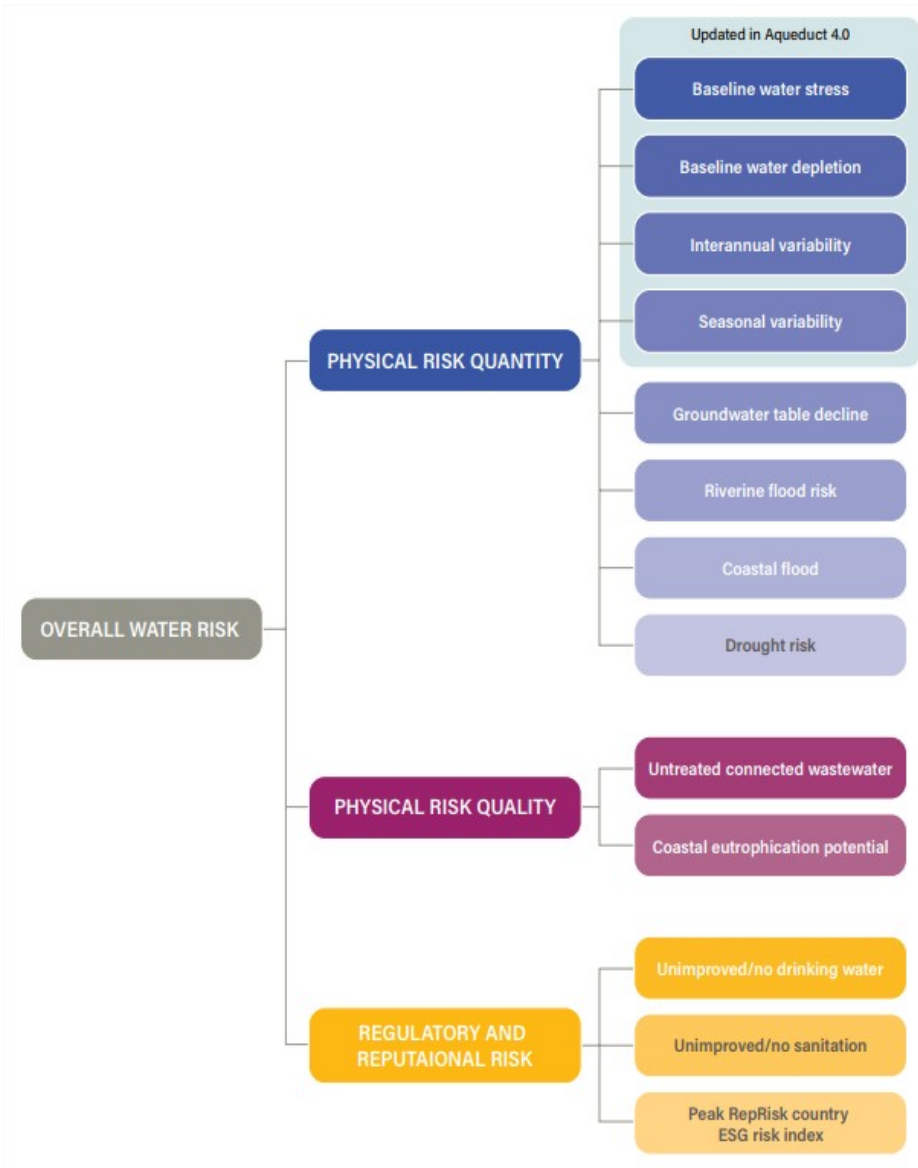 Updated in Aqueduct 4.0
Baseline water stress
Baseline water depletion
Interannual variability
Seasonal variability
PHYSICAL RISK QUANTITY
Groundwater table decline
Riverine flood risk
Coastal flood
Drought risk
OVERALL WATER RISK
Untreated connected wastewater
PHYSICAL RISK QUALITY
Coastal eutrophication potential
Unimproved/no drinking water
REGULATORY AND
REPUTAIONAL RISK
Unimproved/no sanitation
Peak RepRisk country
ESG risk index